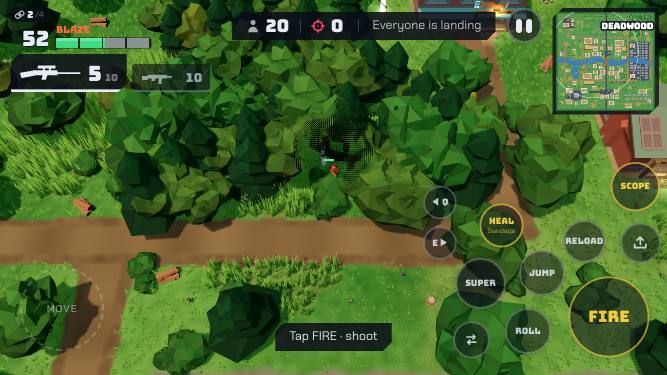 2/4
52 BLAZE
20 0 Everyone is landing
DEADWOOD
5 10
10
SCOPE
0
HEAL
Bandage
E
RELOAD
JUMP
SUPER
MOVE
FIRE
ROLL
Tap FIRE · shoot